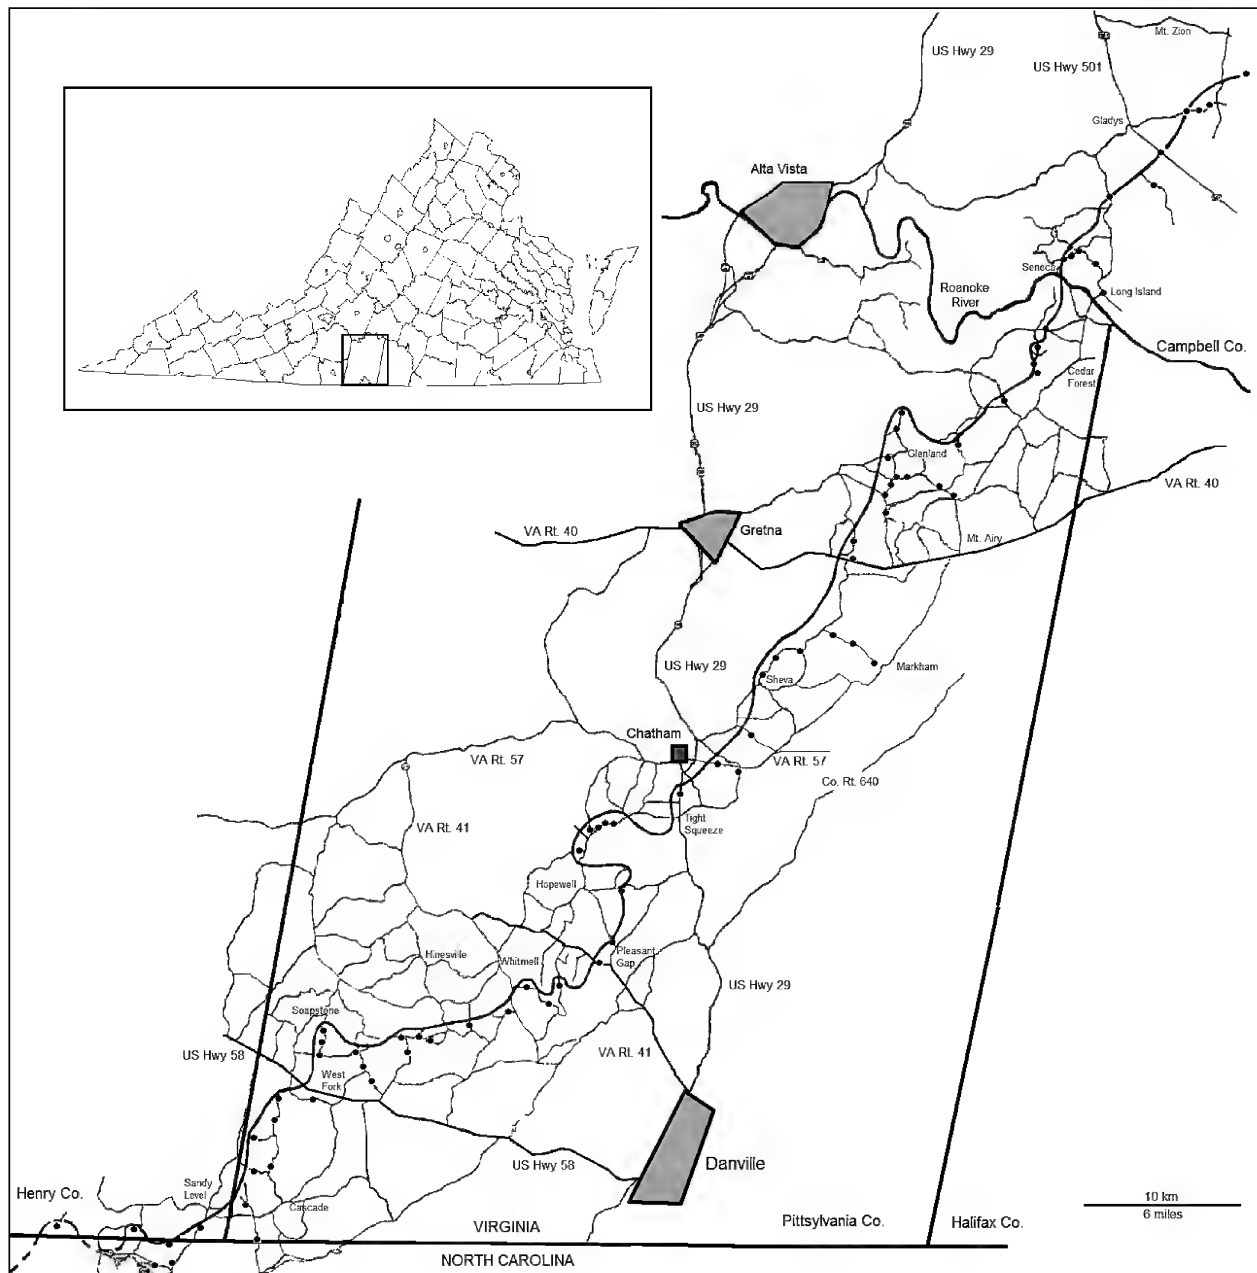 Mt. Zion
US Hwy 29
US Hwy 501
Gladys
Alta Vista
Seneca
Roanoke
River
Long Island
Campbell Co.
Cedar
Forest
US Hwy 29
Glenland
VA Rt. 40
VA Rt. 40
Gretna
Mt. Airy
US Hwy 29
Markham
Sheva
Chatham
VA Rt. 57
VA Rt. 57
Co. Rt. 640
VA Rt. 41
Tight
Squeeze
Hopewell
Hinesville
Whitmell
Pleasant
Gap
US Hwy 29
Soapstone
US Hwy 58
VA Rt. 41
West
Fork
US Hwy 58
Danville
Sandy
Level
Henry Co.
Cascade
10 km
6 miles
VIRGINIA
Pittsylvania Co.
Halifax Co.
NORTH CAROLINA